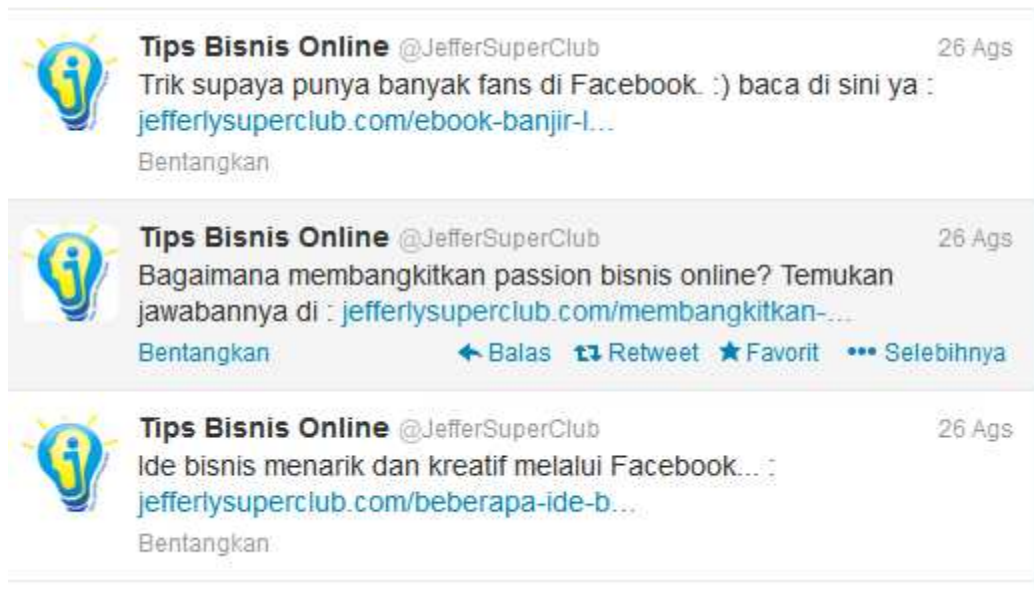 Tips Bisnis Online @JefferSuperClub 26 Ags
Trik supaya punya banyak fans di Facebook. :) baca di sini ya :
jefferlysuperclub.com/ebook-banjir-l...
Bentangkan
Tips Bisnis Online @JefferSuperClub 26 Ags
Bagaimana membangkitkan passion bisnis online? Temukan
jawabannya di : jefferlysuperclub.com/membangkitkan-...
Bentangkan Balas Retweet Favorit Selebihnya
Tips Bisnis Online @JefferSuperClub 26 Ags
Ide bisnis menarik dan kreatif melalui Facebook... :
jefferlysuperclub.com/beberapa-ide-b...
Bentangkan